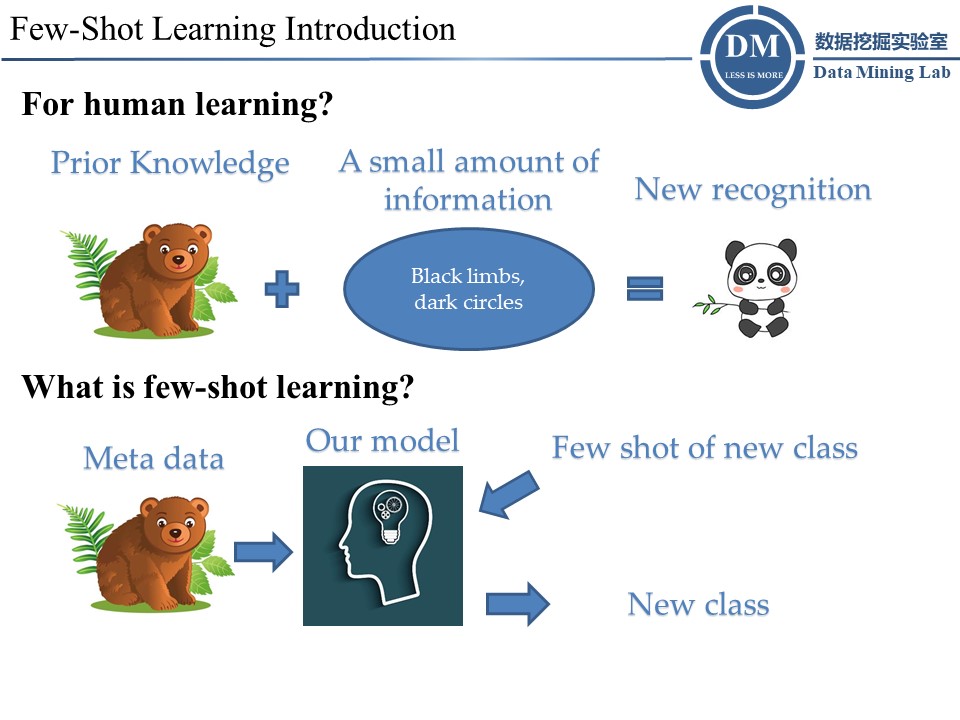 Few-Shot Learning Introduction
DM
LESS IS MORE
数据挖掘实验室
Data Mining Lab
For human learning?
Prior Knowledge
A small amount of
information
New recognition
Black limbs,
dark circles
What is few-shot learning?
Meta data
Our model
Few shot of new class
New class